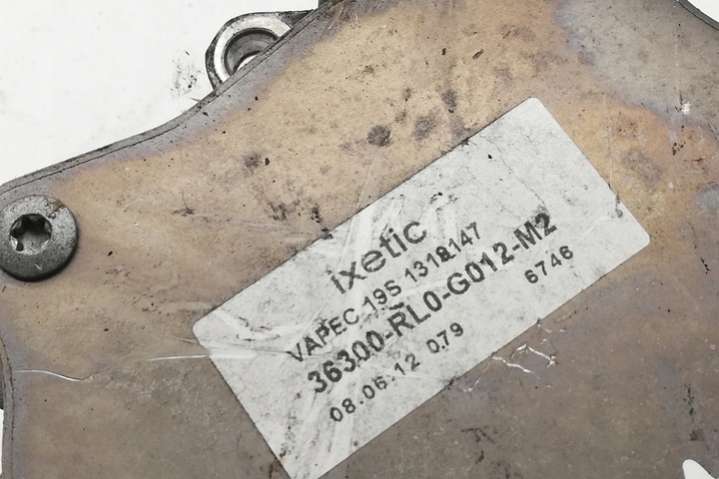 ixetic
VAPEC 19S 1318147
36300-RL0-G012-M2
08.06.12 079 6746